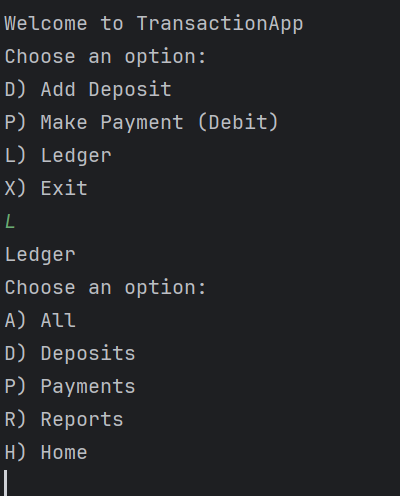 Welcome to TransactionApp
Choose an option:
D) Add Deposit
P) Make Payment (Debit)
L) Ledger
X) Exit
L
Ledger
Choose an option:
A) All
D) Deposits
P) Payments
R) Reports
H) Home